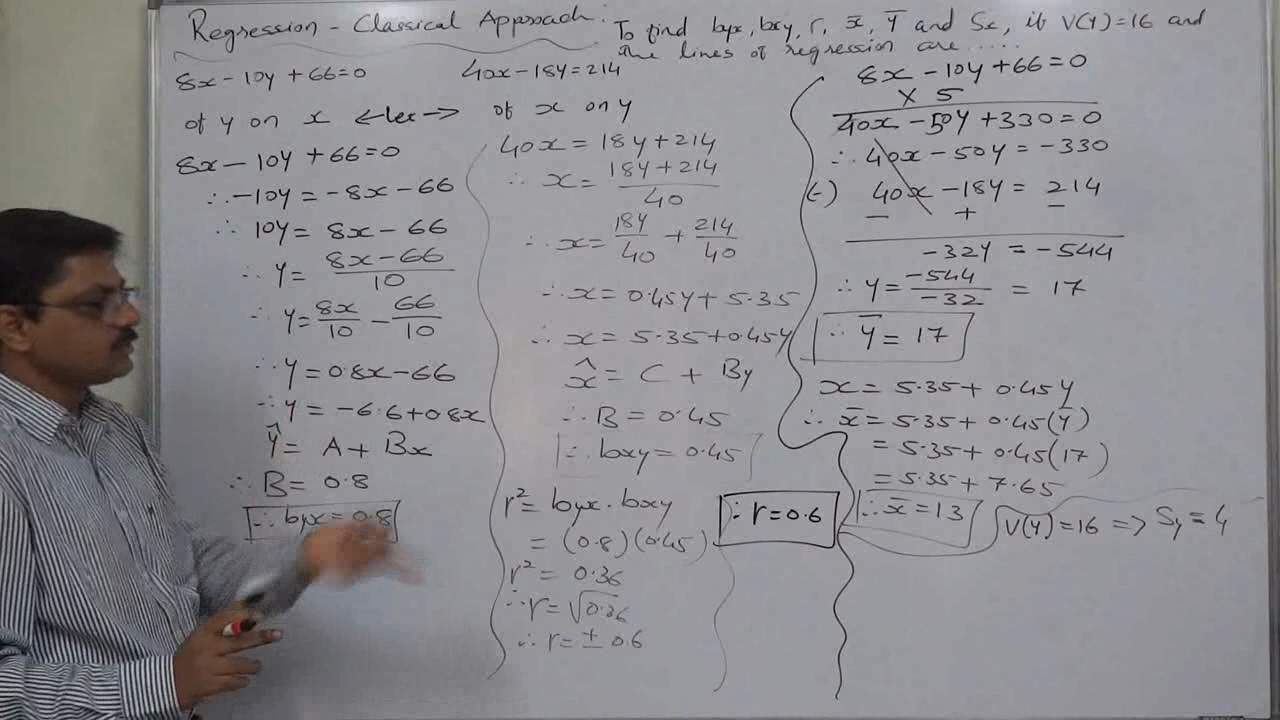 Regression - Classical Approach.
To find byx, bxy, r, x̄, Ȳ and Sx, if V(Y)=16 and
the lines of regression are.....
8x-10y+66=0
40x-18y=214
of y on x <-Let-> of x on y
8x-10y+66=0
∴ -10y=-8x-66
∴ 10y= 8x-66
∴ y= 8x-66
10
∴ y= 8x/10 - 66/10
∴ y=0.8x-66
∴ y=-6.6+0.8x
ŷ= A+Bx
∴ B= 0.8
∴ byx=0.8
40x=18y+214
∴ x= 18y+214
40
∴ x= 18y/40 + 214/40
∴ x=0.45y+5.35
∴ x=5.35+0.45y
x̂= C + By
∴ B=0.45
∴ bxy=0.45
r²= byx.bxy
= (0.8)(0.45)
r²= 0.36
∴ r=√0.36
∴ r=± 0.6
∴ r=0.6
8x-10y+66=0
x 5
40x-50y+330=0
∴ 40x-50y=-330
(-) 40x-18y= 214
- + -
-32y=-544
∴ y= -544/-32 = 17
∴ Ȳ=17
x=5.35+0.45y
∴ x̄=5.35+0.45(ȳ)
=5.35+0.45(17)
=5.35+7.65
∴ x̄=13
V(Y)=16 => Sy=4